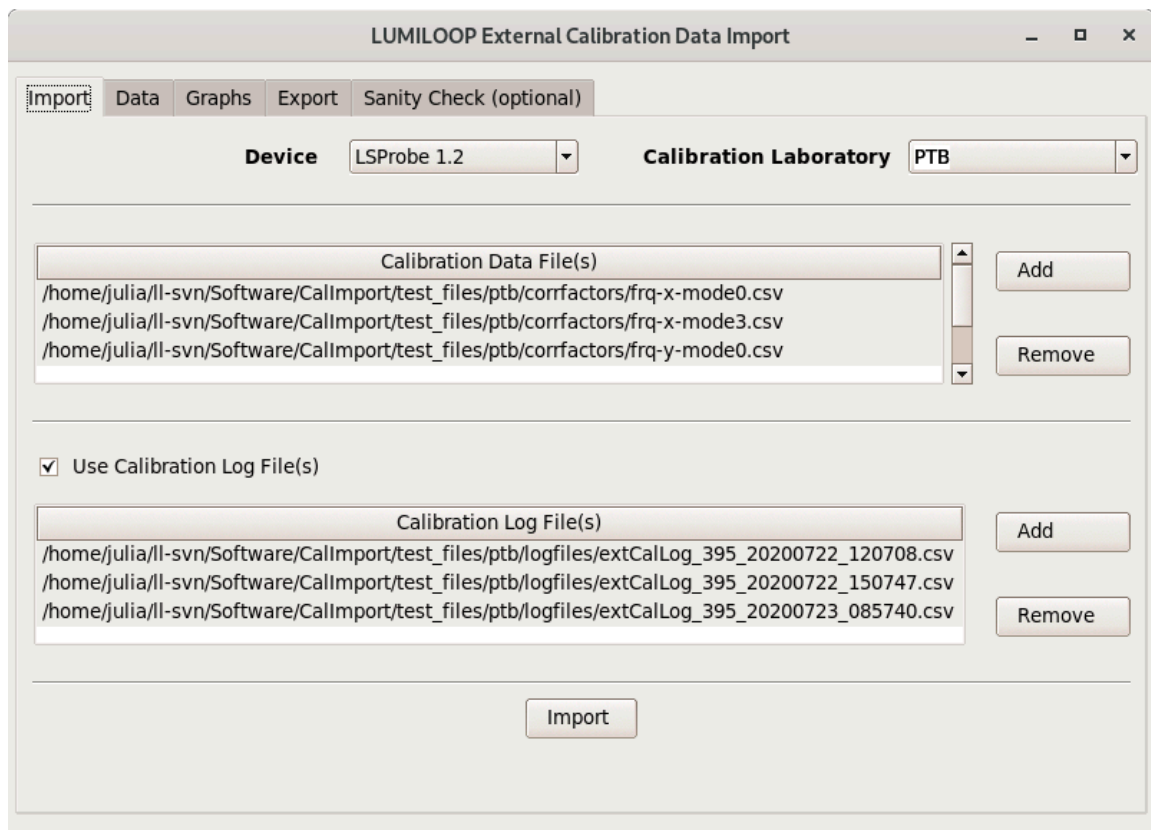 LUMILOOP External Calibration Data Import
Import Data Graphs Export Sanity Check (optional)
Device LSProbe 1.2 Calibration Laboratory PTB
Calibration Data File(s)
Add
/home/julia/ll-svn/Software/CalImport/test_files/ptb/corrfactors/frq-x-mode0.csv
/home/julia/ll-svn/Software/CalImport/test_files/ptb/corrfactors/frq-x-mode3.csv
/home/julia/ll-svn/Software/CalImport/test_files/ptb/corrfactors/frq-y-mode0.csv
Remove
Use Calibration Log File(s)
Calibration Log File(s)
Add
/home/julia/ll-svn/Software/CalImport/test_files/ptb/logfiles/extCalLog_395_20200722_120708.csv
/home/julia/ll-svn/Software/CalImport/test_files/ptb/logfiles/extCalLog_395_20200722_150747.csv
/home/julia/ll-svn/Software/CalImport/test_files/ptb/logfiles/extCalLog_395_20200723_085740.csv
Remove
Import